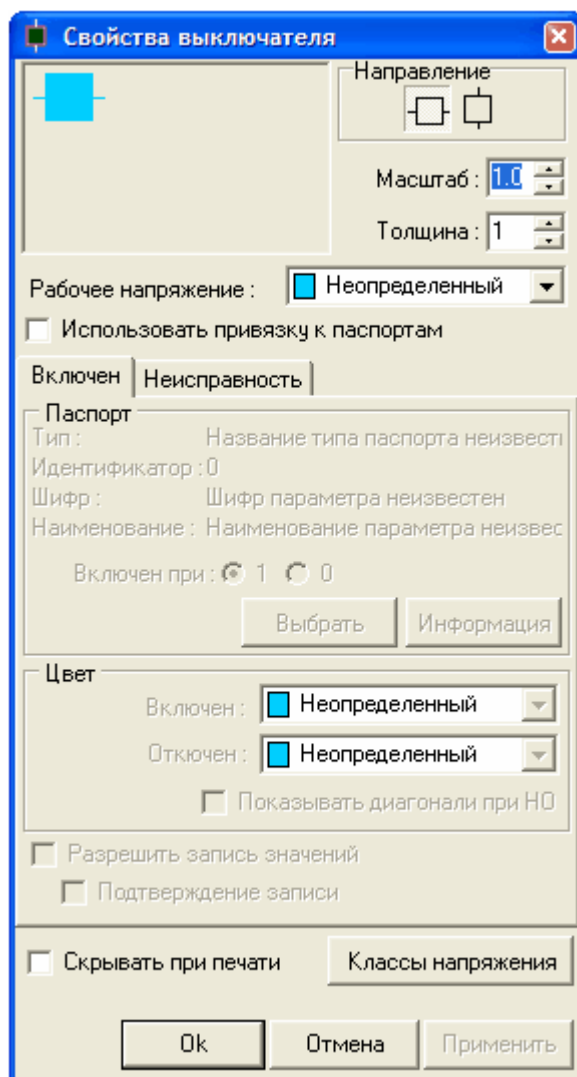 Свойства выключателя
Направление
Масштаб : 1.0
Толщина : 1
Рабочее напряжение : Неопределенный
Использовать привязку к паспортам
Включен Неисправность
Паспорт
Тип : Название типа паспорта
Идентификатор : 0
Шифр : Шифр параметра неизвестен
Наименование : Наименование параметра
Включен при : 1 0
Выбрать Информация
Цвет
Включен : Неопределенный
Откючен : Неопределенный
Показывать диагонали при НО
Разрешить запись значений
Подтверждение записи
Скрывать при печати Классы напряжения
Ok Отмена Применить